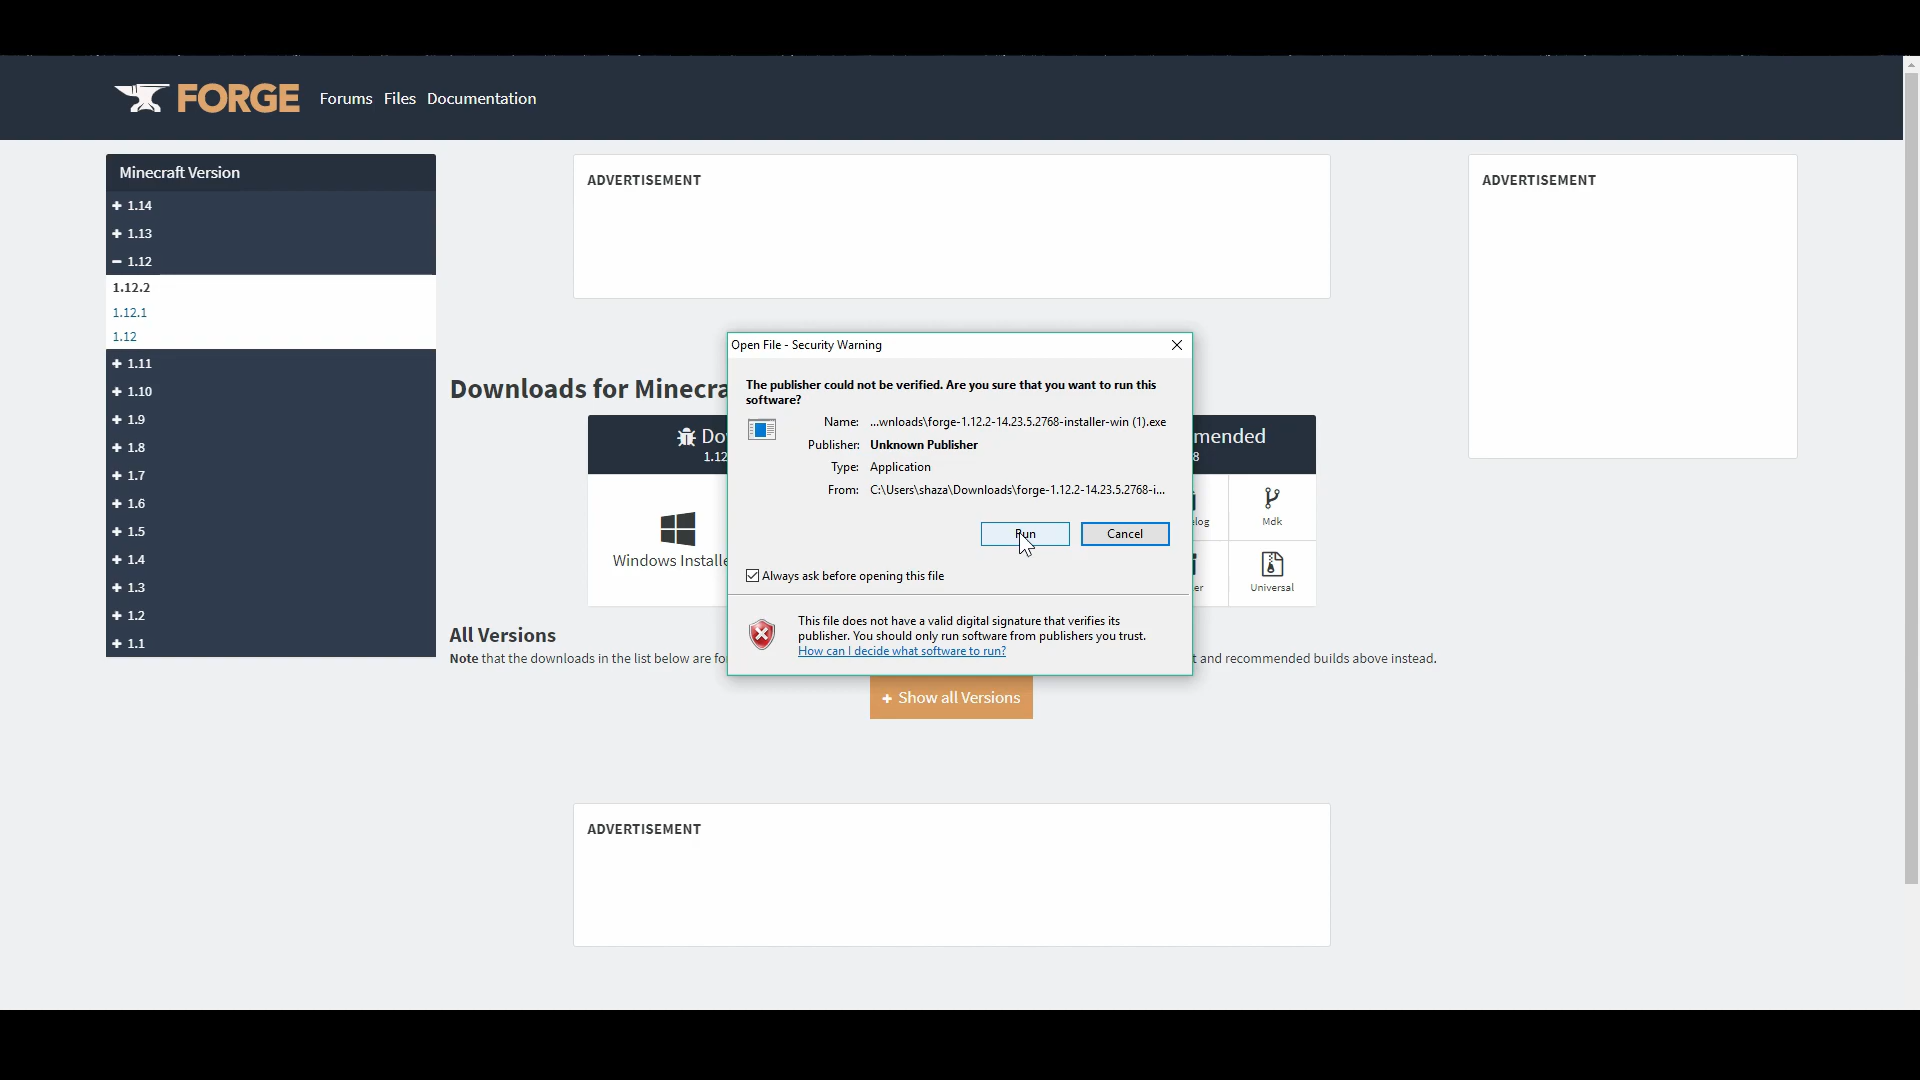 FORGE Forums Files Documentation
Minecraft Version
1.14
1.13
1.12
1.12.2
1.12.1
1.12
1.11
1.10
1.9
1.8
1.7
1.6
1.5
1.4
1.3
1.2
1.1
ADVERTISEMENT
ADVERTISEMENT
Downloads for Minecra
Do
1.12
Windows Installe
mended
8
log
Mdk
er
Universal
Open File - Security Warning
The publisher could not be verified. Are you sure that you want to run this
software?
Name: ...wnloads\forge-1.12.2-14.23.5.2768-installer-win (1).exe
Publisher: Unknown Publisher
Type: Application
From: C:\Users\shaza\Downloads\forge-1.12.2-14.23.5.2768-i...
Run Cancel
Always ask before opening this file
This file does not have a valid digital signature that verifies its
publisher. You should only run software from publishers you trust.
How can I decide what software to run?
All Versions
Note that the downloads in the list below are fo
t and recommended builds above instead.
+ Show all Versions
ADVERTISEMENT